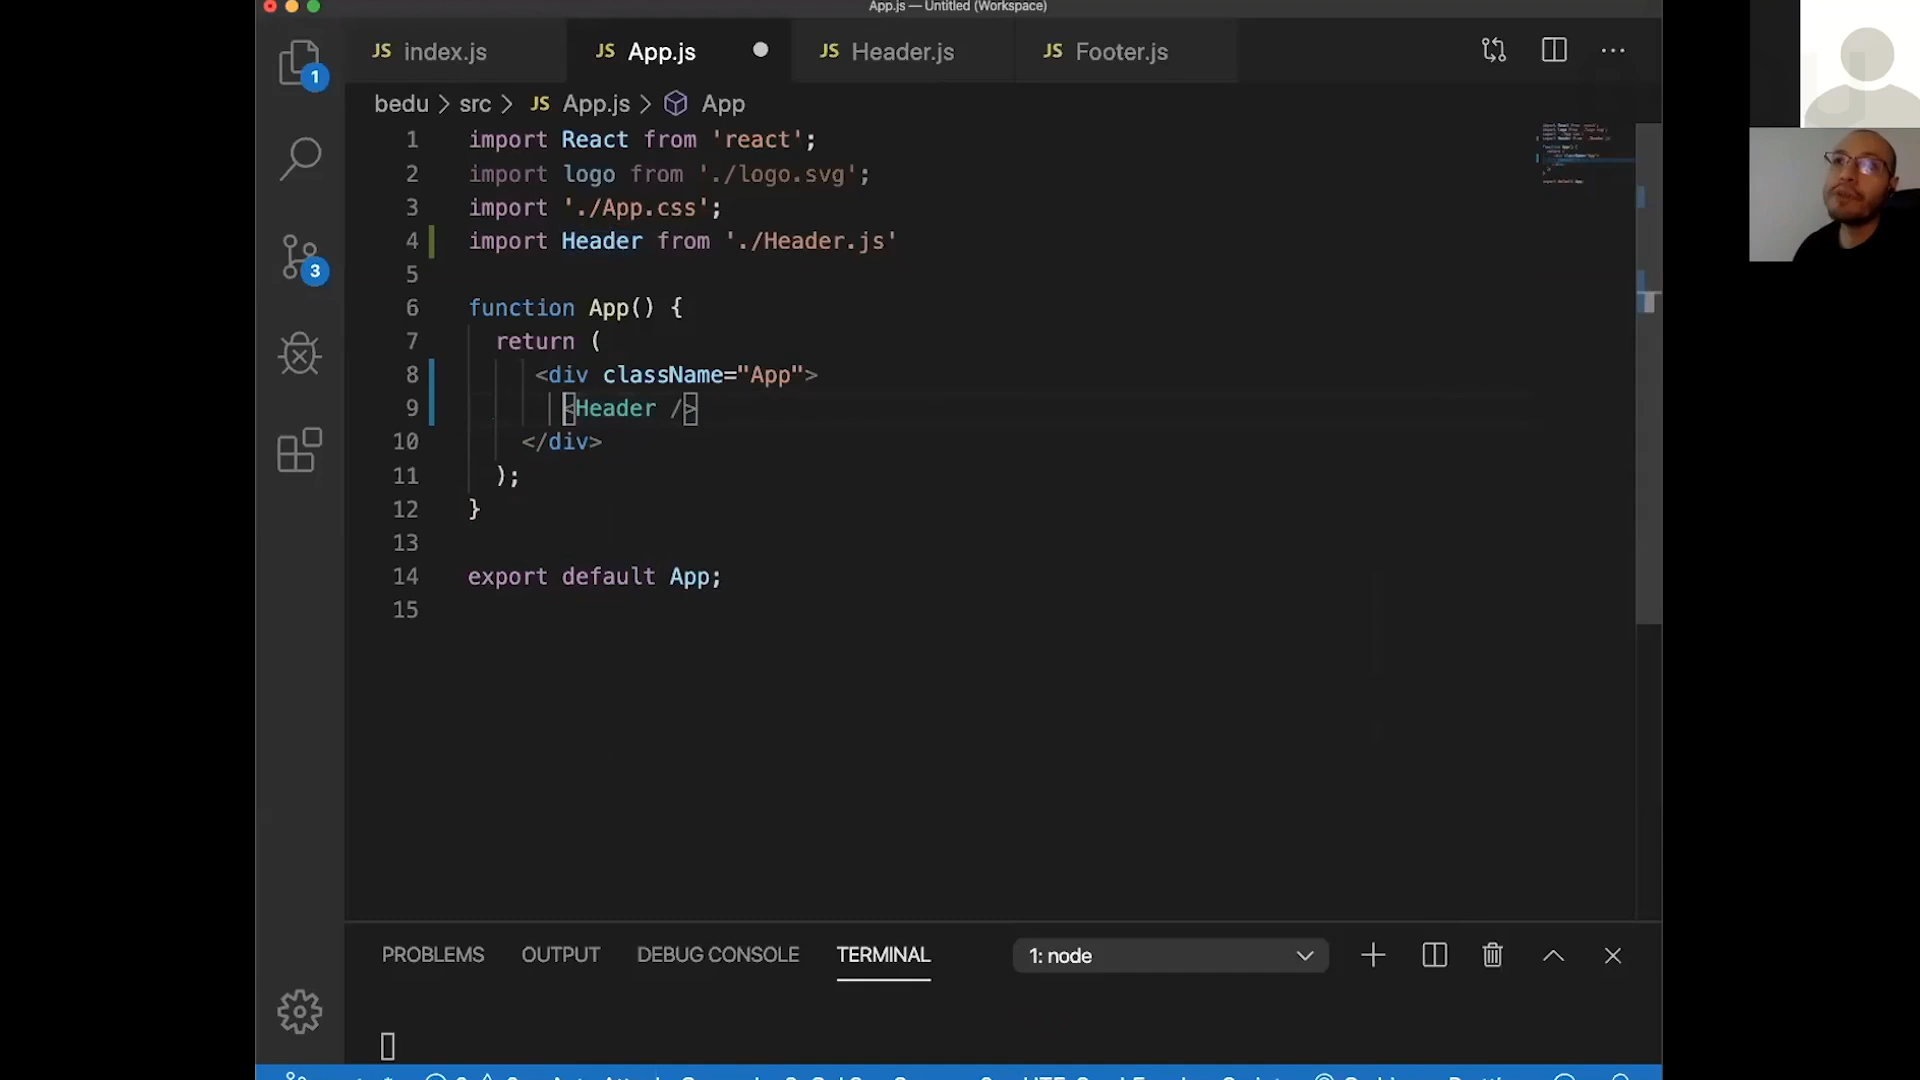 App.js — Untitled (Workspace)
JS index.js JS App.js JS Header.js JS Footer.js
1
bedu > src > JS App.js > App
1 import React from 'react';
2 import logo from './logo.svg';
3 import './App.css';
4 import Header from './Header.js'
5
6 function App() {
7 return (
8 <div className="App">
9 <Header />
10 </div>
11 );
12 }
13
14 export default App;
15
3
PROBLEMS OUTPUT DEBUG CONSOLE TERMINAL 1: node